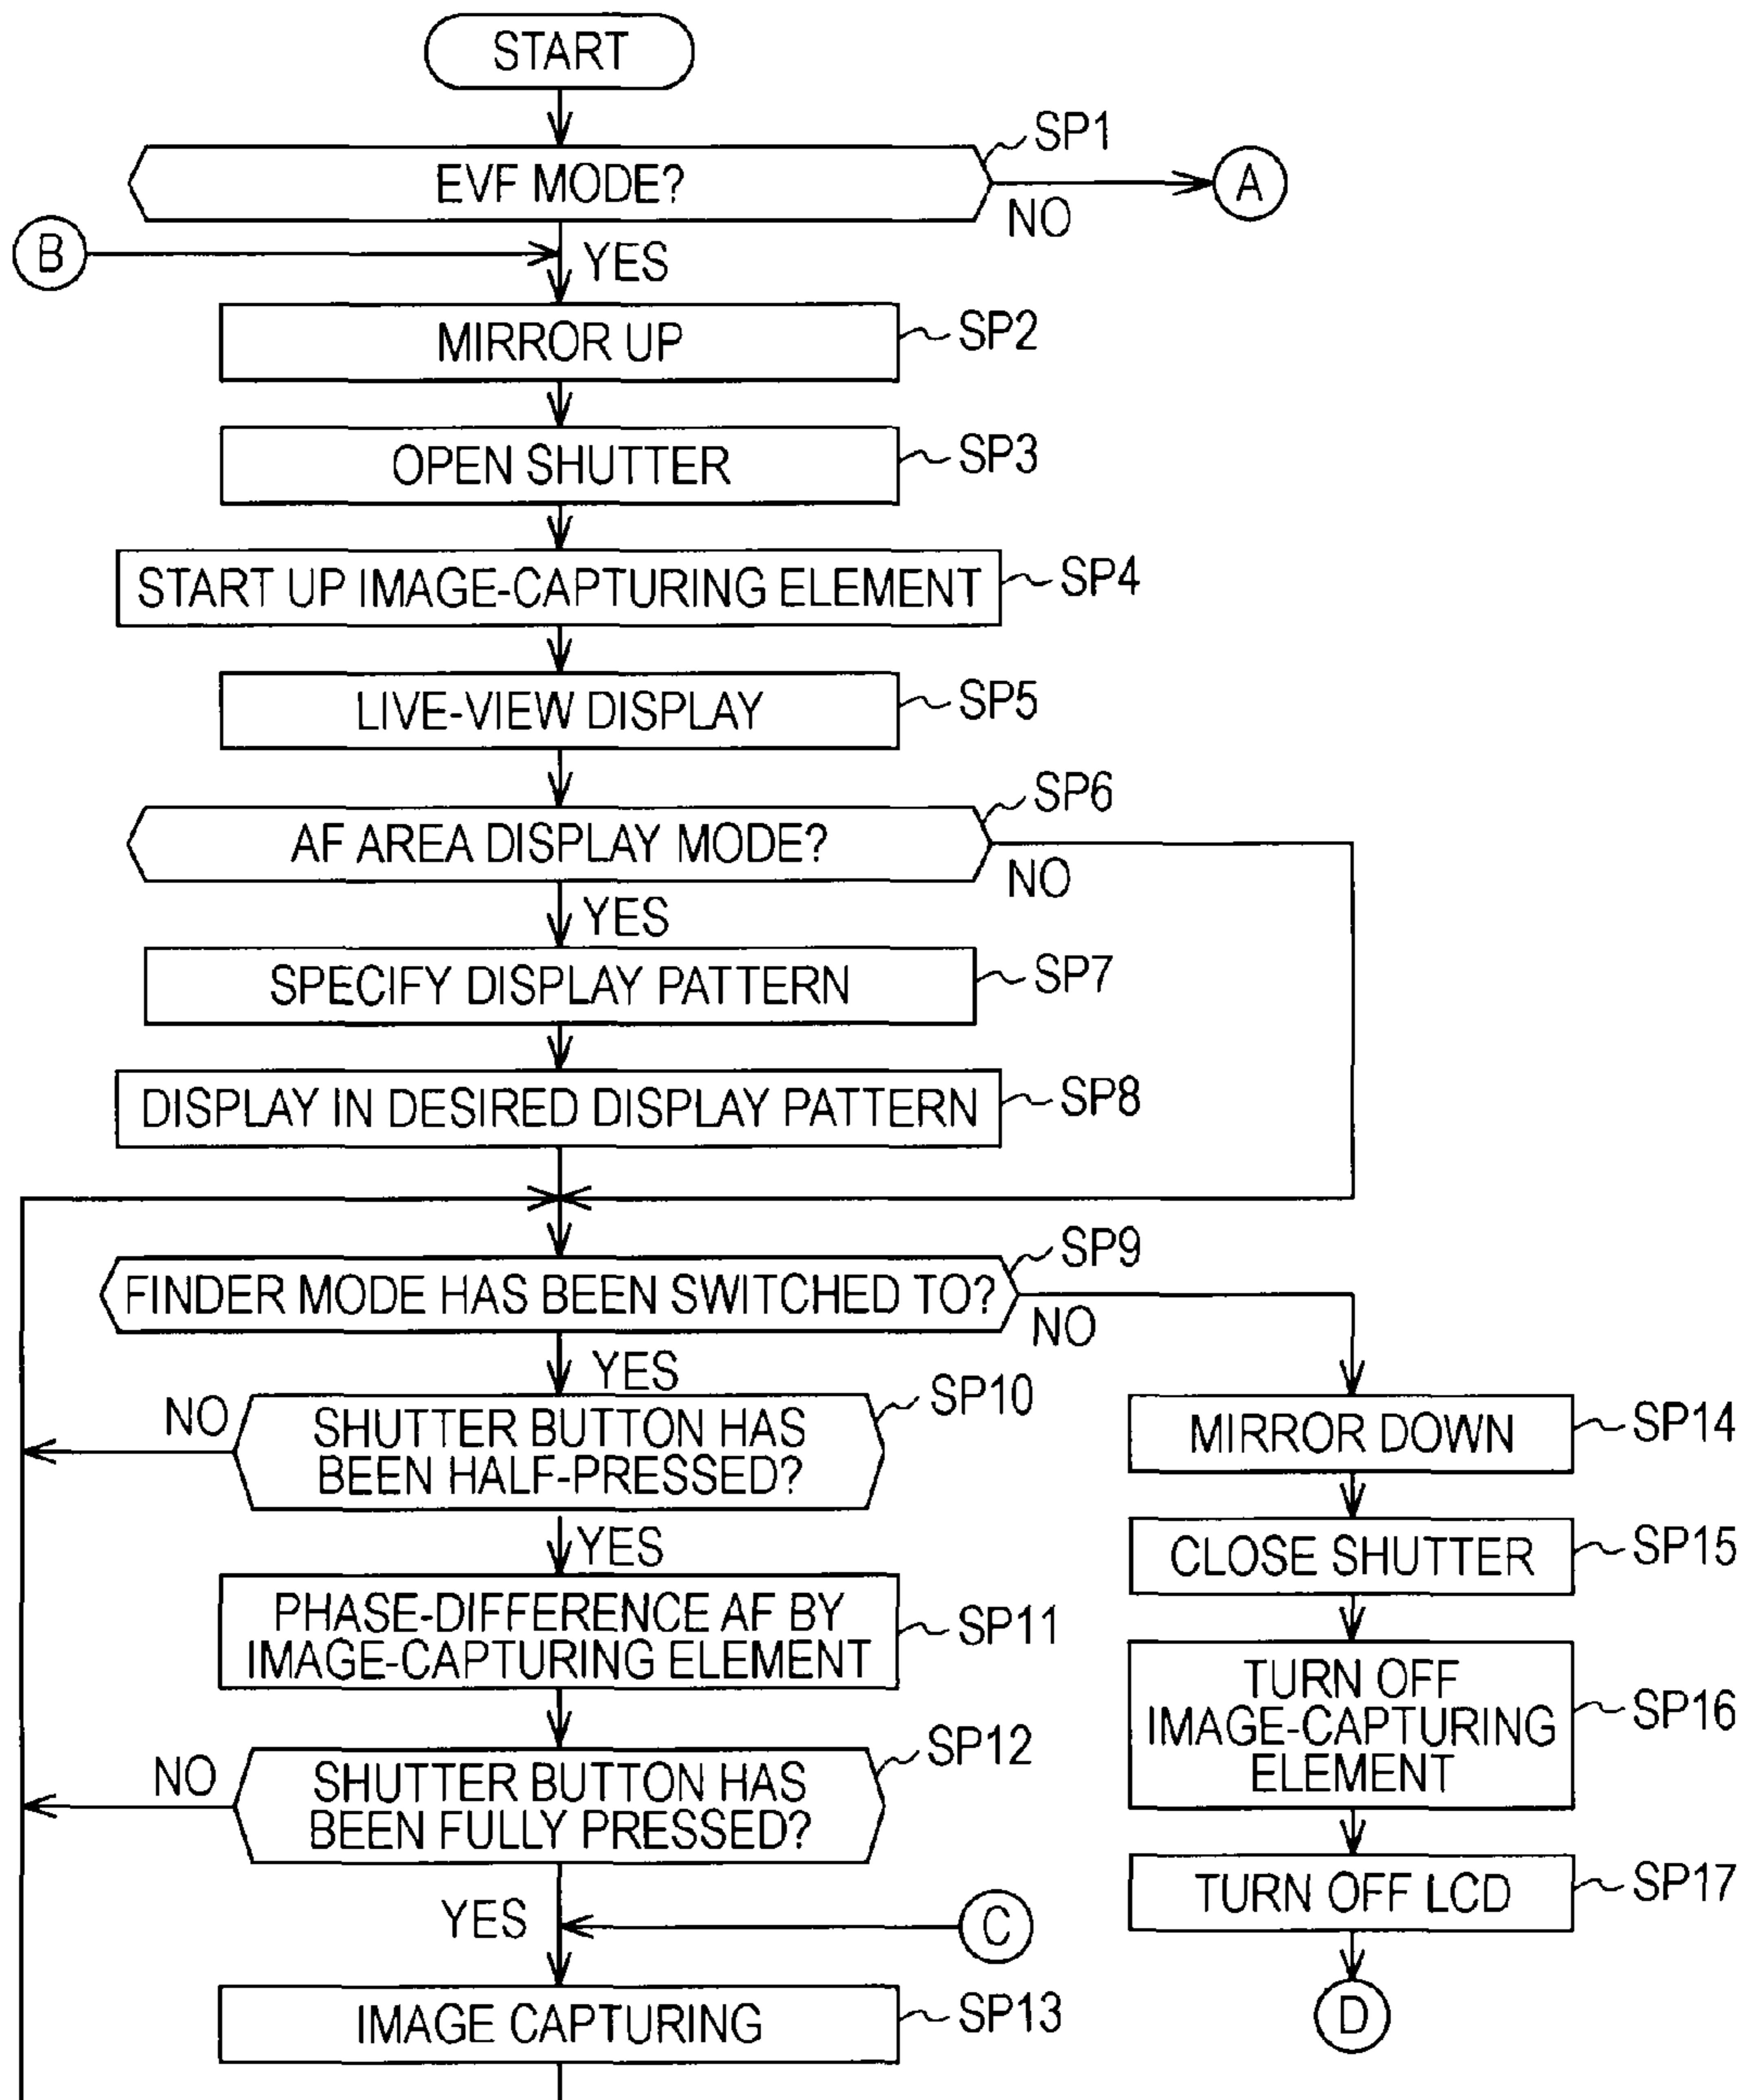 START
SP1
EVF MODE?
A
NO
B
YES
MIRROR UP
SP2
OPEN SHUTTER
SP3
START UP IMAGE-CAPTURING ELEMENT
SP4
LIVE-VIEW DISPLAY
SP5
SP6
AF AREA DISPLAY MODE?
NO
YES
SPECIFY DISPLAY PATTERN
SP7
DISPLAY IN DESIRED DISPLAY PATTERN
SP8
SP9
FINDER MODE HAS BEEN SWITCHED TO?
NO
YES
SP10
NO
SHUTTER BUTTON HAS
BEEN HALF-PRESSED?
YES
PHASE-DIFFERENCE AF BY
IMAGE-CAPTURING ELEMENT
SP11
SP12
NO
SHUTTER BUTTON HAS
BEEN FULLY PRESSED?
YES
C
IMAGE CAPTURING
SP13
MIRROR DOWN
SP14
CLOSE SHUTTER
SP15
TURN OFF
IMAGE-CAPTURING
ELEMENT
SP16
TURN OFF LCD
SP17
D